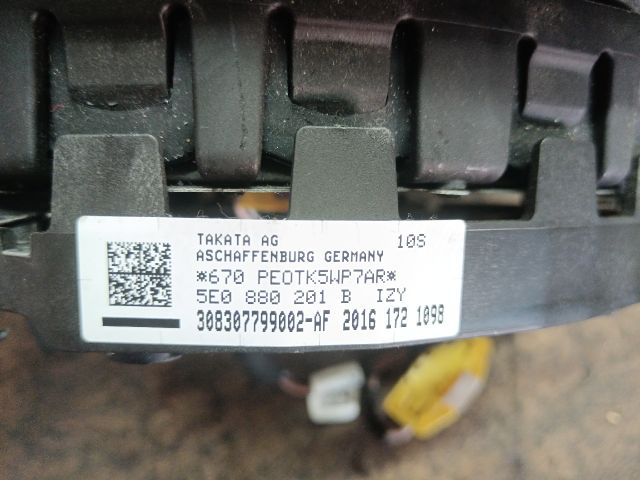 TAKATA AG 10S
ASCHAFFENBURG GERMANY
*670 PEOTK5WP7AR*
5E0 880 201 B IZY
308307799002-AF 2016 172 1098